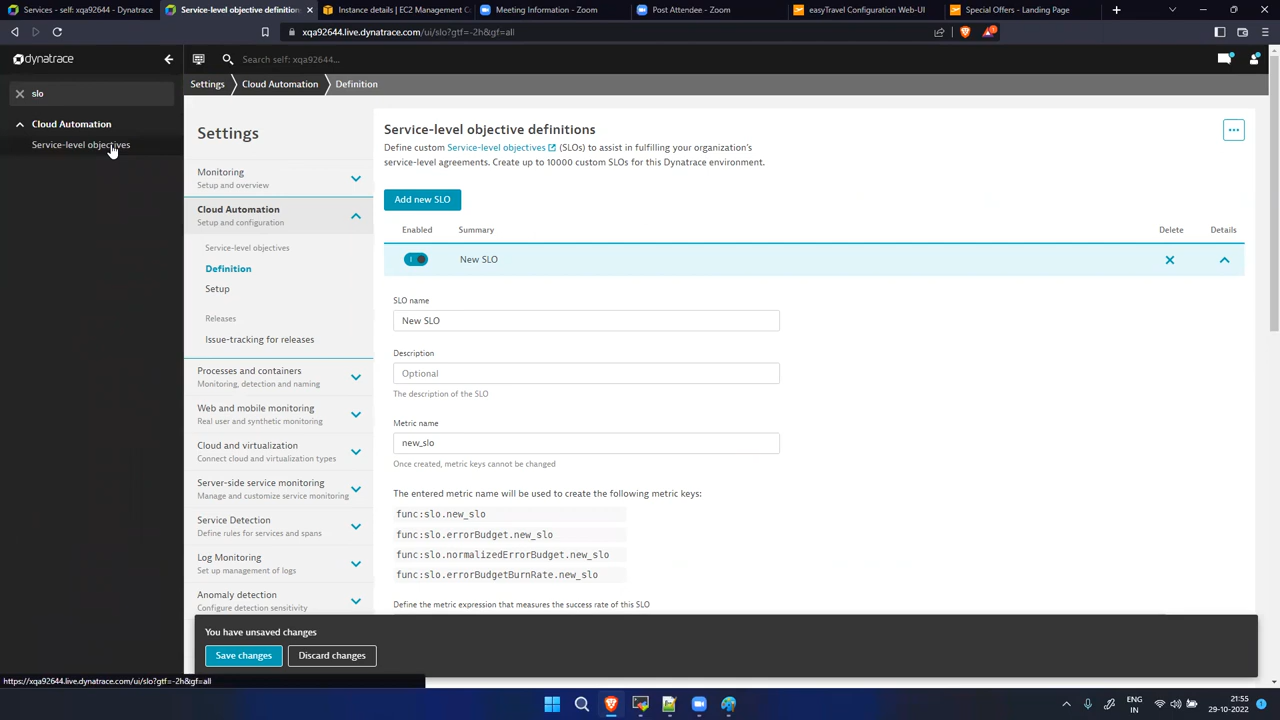 Services - self: xqa92644 - Dynatrace
Service-level objective definitions
Instance details | EC2 Management C
Meeting Information - Zoom
Post Attendee - Zoom
easyTravel Configuration Web-UI
Special Offers - Landing Page
xqa92644.live.dynatrace.com/ui/slo?gtf=-2h&gf=all
dynatrace
Search self: xqa92644...
slo
Cloud Automation
Service-level objectives
Settings
Cloud Automation
Definition
Settings
Monitoring
Setup and overview
Cloud Automation
Setup and configuration
Service-level objectives
Definition
Setup
Releases
Issue-tracking for releases
Processes and containers
Monitoring, detection and naming
Web and mobile monitoring
Real user and synthetic monitoring
Cloud and virtualization
Connect cloud and virtualization types
Server-side service monitoring
Manage and customize service monitoring
Service Detection
Define rules for services and spans
Log Monitoring
Set up management of logs
Anomaly detection
Configure detection sensitivity
Service-level objective definitions
Define custom Service-level objectives (SLOs) to assist in fulfilling your organization's
service-level agreements. Create up to 10000 custom SLOs for this Dynatrace environment.
Add new SLO
Enabled Summary Delete Details
New SLO
SLO name
New SLO
Description
Optional
The description of the SLO
Metric name
new_slo
Once created, metric keys cannot be changed
The entered metric name will be used to create the following metric keys:
func:slo.new_slo
func:slo.errorBudget.new_slo
func:slo.normalizedErrorBudget.new_slo
func:slo.errorBudgetBurnRate.new_slo
Define the metric expression that measures the success rate of this SLO
You have unsaved changes
Save changes
Discard changes
https://xqa92644.live.dynatrace.com/ui/slo?gtf=-2h&gf=all
ENG
IN
21:55
29-10-2022